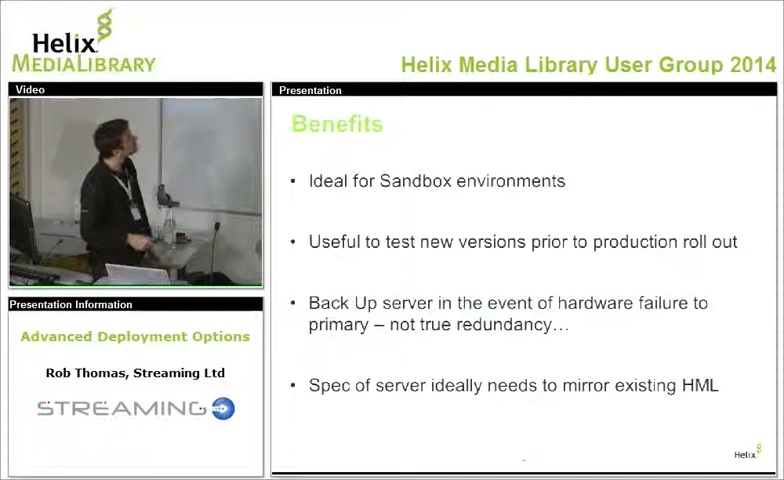 Helix
MEDIALIBRARY
Helix Media Library User Group 2014
Video
Presentation
Benefits
• Ideal for Sandbox environments
• Useful to test new versions prior to production roll out
• Back Up server in the event of hardware failure to
primary – not true redundancy…
• Spec of server ideally needs to mirror existing HML
Helix
Presentation Information
Advanced Deployment Options
Rob Thomas, Streaming Ltd
STREAMING